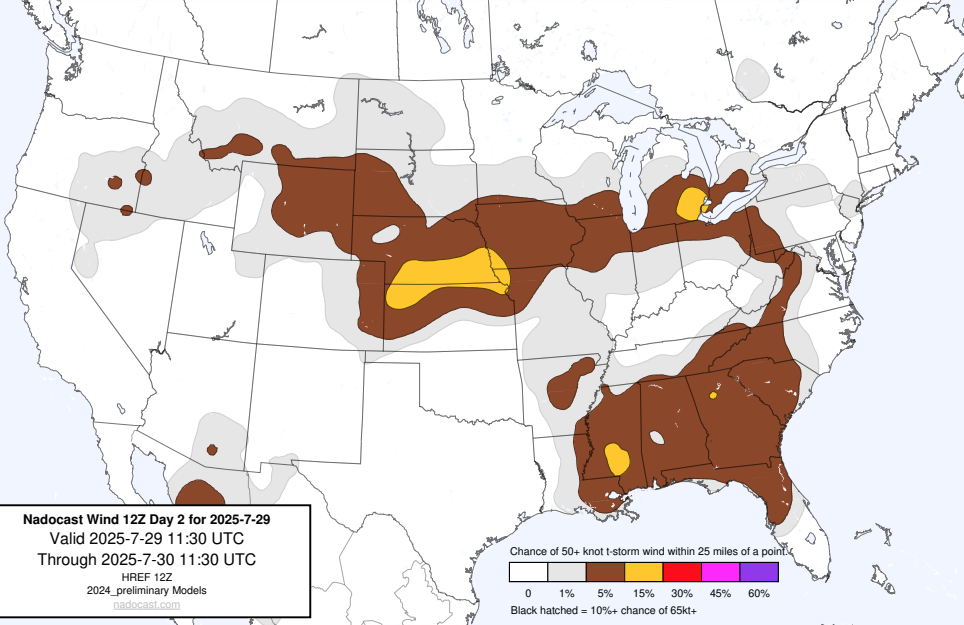 Nadocast Wind 12Z Day 2 for 2025-7-29
Valid 2025-7-29 11:30 UTC
Through 2025-7-30 11:30 UTC
HREF 12Z
2024_preliminary Models
nadocast.com
Chance of 50+ knot t-storm wind within 25 miles of a point.
0 1% 5% 15% 30% 45% 60%
Black hatched = 10%+ chance of 65kt+